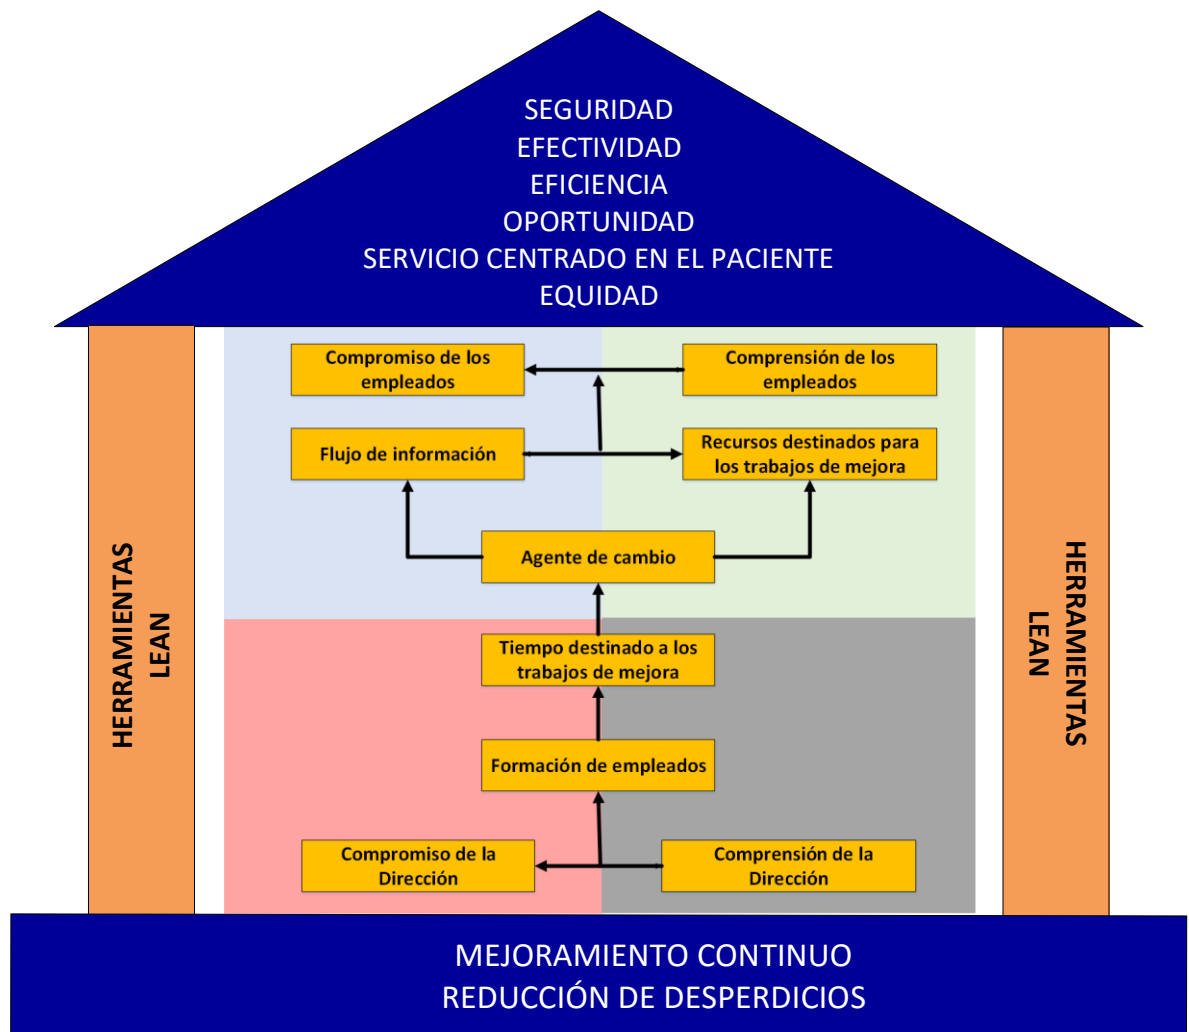 SEGURIDAD
EFECTIVIDAD
EFICIENCIA
OPORTUNIDAD
SERVICIO CENTRADO EN EL PACIENTE
EQUIDAD
HERRAMIENTAS
LEAN
Compromiso de los
empleados
Comprensión de los
empleados
Flujo de información
Recursos destinados para
los trabajos de mejora
Agente de cambio
Tiempo destinado a los
trabajos de mejora
Formación de empleados
Compromiso de la
Dirección
Comprensión de la
Dirección
HERRAMIENTAS
LEAN
MEJORAMIENTO CONTINUO
REDUCCIÓN DE DESPERDICIOS